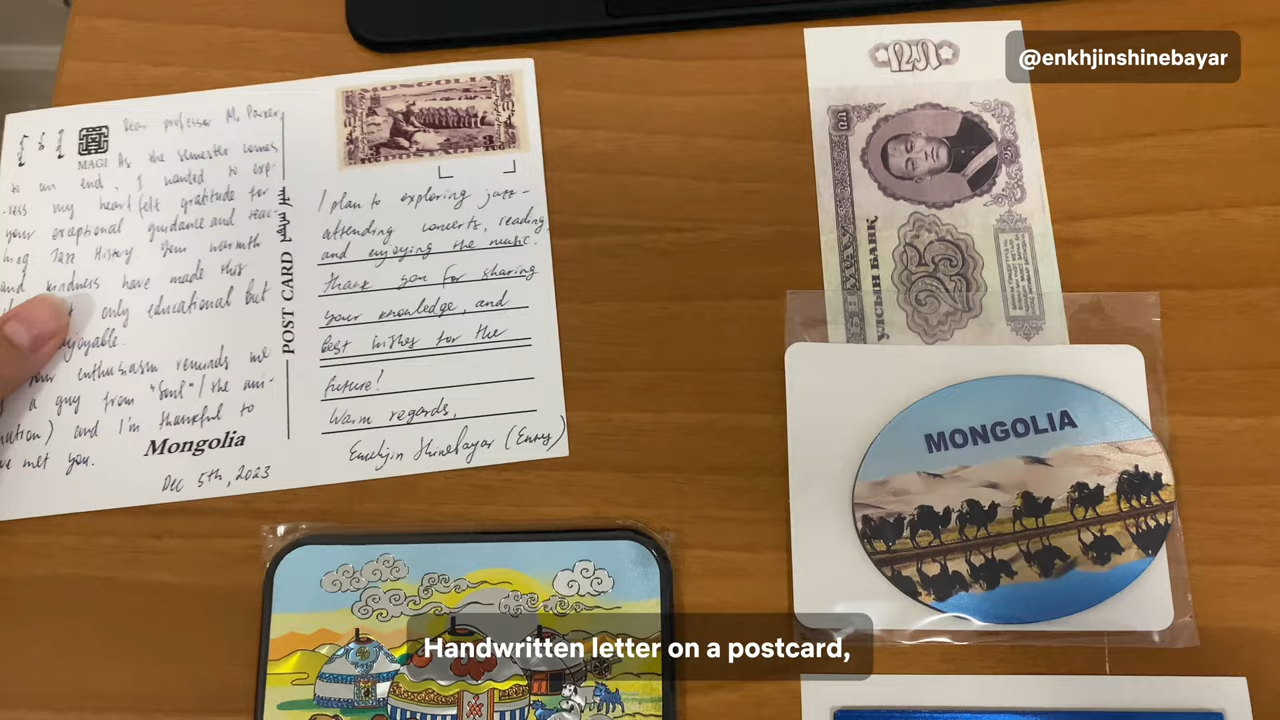 @enkhjinshinebayar
MAGI
Dear professor M. Parker,
As the semester comes
to an end, I wanted to exp-
-ress my heartfelt gratitude for
your exceptional guidance and teac-
hing Jazz History. Your warmth
and kindness have made this
only educational but
enjoyable.
enthusiasm reminds me
a guy from "Soul" / the ani-
mation) and I'm thankful to
met you.
Mongolia
Dec 5th, 2023
POST CARD
MONGOLIA
POSTAGE
I plan to exploring jazz-
attending concerts, reading
and enjoying the music.
Thank you for sharing
your knowledge, and
best wishes for the
future!
Warm regards,
Enkhjin Shinebayar (Enny)
25
УЛСЫН БАНК
MONGOLIA
Handwritten letter on a postcard,